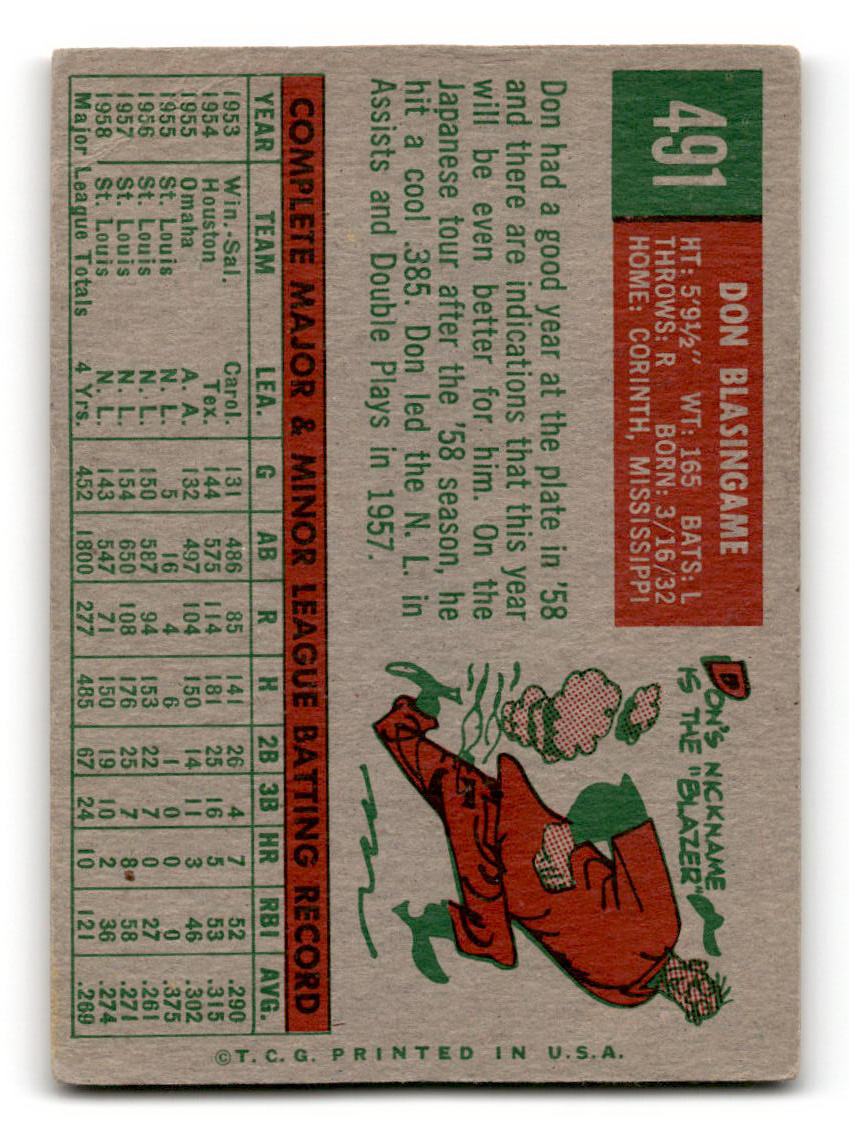 491
DON BLASINGAME
HT: 5'9½" WT: 165 BATS: L
THROWS: R BORN: 3/16/32
HOME: CORINTH, MISSISSIPPI
Don had a good year at the plate in '58
and there are indications that this year
will be even better for him. On the
Japanese tour after the '58 season, he
hit a cool .385. Don led the N. L. in
Assists and Double Plays in 1957.
DON'S NICKNAME
IS THE "BLAZER"
COMPLETE MAJOR & MINOR LEAGUE BATTING RECORD
YEAR TEAM LEA. G AB R H 2B 3B HR RBI AVG.
1953 Win.-Sal. Carol. 131 486 85 141 26 4 7 52 .290
1954 Houston Tex. 144 575 114 181 25 16 5 53 .315
1955 Omaha A. A. 132 497 104 150 14 11 3 46 .302
1955 St. Louis N. L. 5 16 4 6 1 0 0 0 .375
1956 St. Louis N. L. 150 587 94 153 22 7 0 27 .261
1957 St. Louis N. L. 154 650 108 176 25 7 8 58 .271
1958 St. Louis N. L. 143 547 71 150 19 10 2 36 .274
Major League Totals 4 Yrs. 452 1800 277 485 67 24 10 121 .269
©T. C. G. PRINTED IN U.S.A.